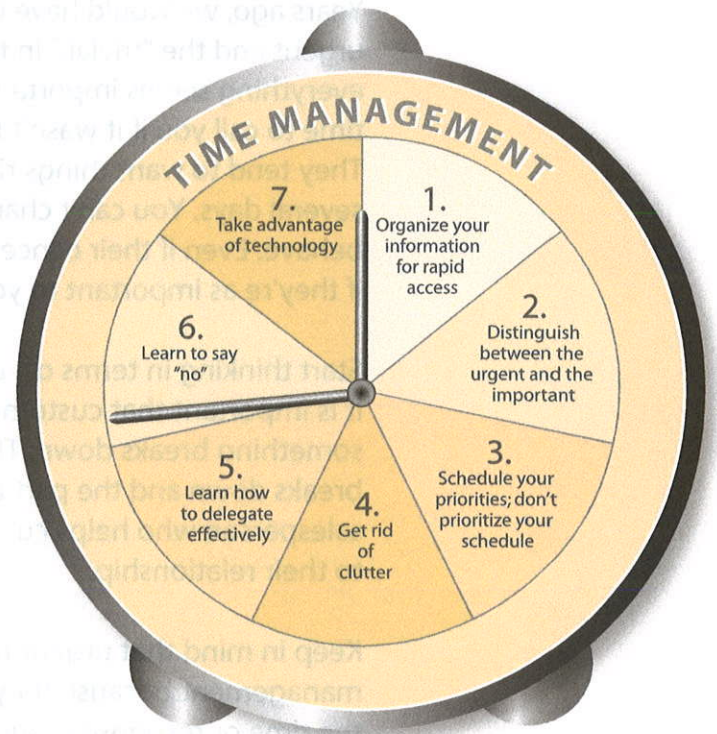 TIME MANAGEMENT
1.
Organize your
information
for rapid
access
2.
Distinguish
between the
urgent and the
important
3.
Schedule your
priorities; don't
prioritize your
schedule
4.
Get rid
of
clutter
5.
Learn how
to delegate
effectively
6.
Learn to say
"no"
7.
Take advantage
of technology